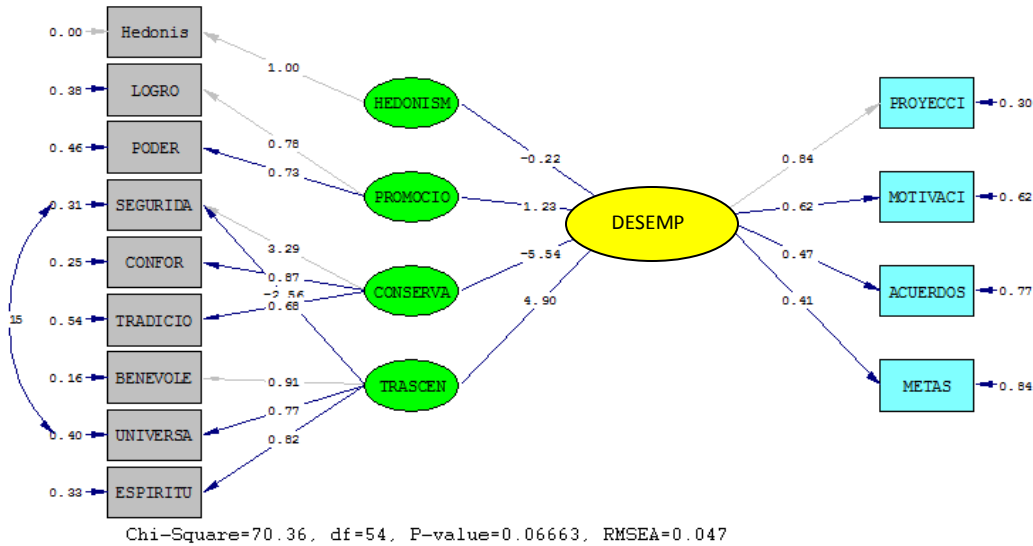 0.00 Hedonis
1.00
0.38 LOGRO
HEDONISM
PROYECCI 0.30
0.46 PODER
0.78
0.73
-0.22
0.84
0.31 SEGURIDA
PROMOCIO
1.23
DESEMP
0.62
MOTIVACI 0.62
3.29
0.25 CONFOR
0.87
-2.56
0.68
CONSERVA
-5.54
0.47
ACUERDOS 0.77
0.54 TRADICIO
4.90
0.41
15
0.16 BENEVOLE
0.91
TRASCEN
METAS 0.84
0.77
0.40 UNIVERSA
0.82
0.33 ESPIRITU
Chi-Square=70.36, df=54, P-value=0.06663, RMSEA=0.047